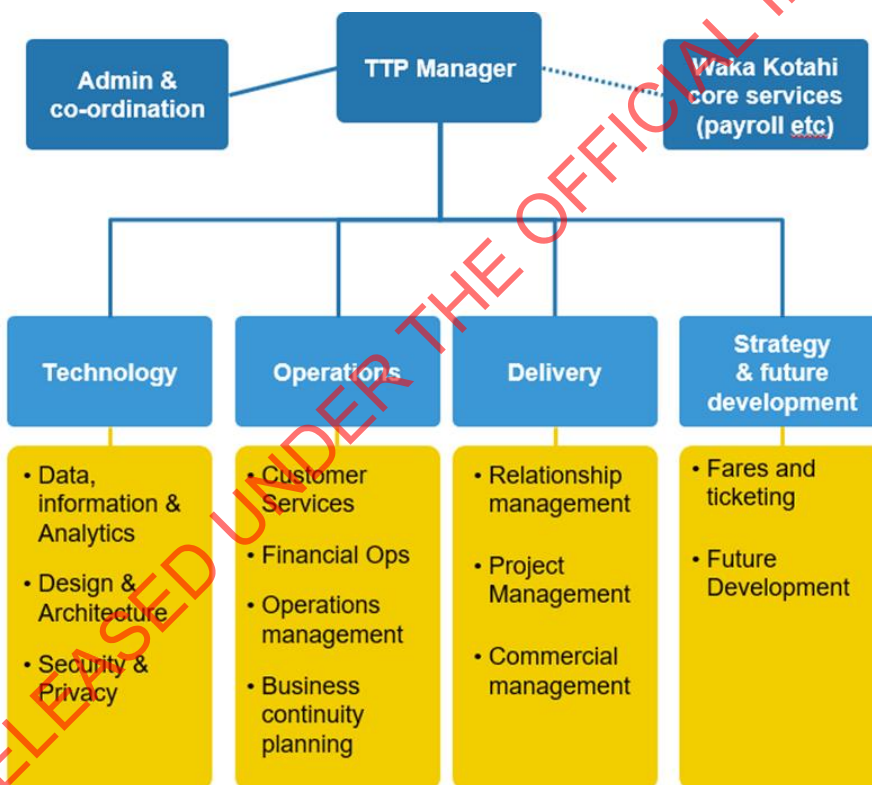 Admin &
co-ordination
TTP Manager
Waka Kotahi
core services
(payroll etc)
Technology
Operations
Delivery
Strategy
& future
development
• Data,
information &
Analytics
• Design &
Architecture
• Security &
Privacy
• Customer
Services
• Financial Ops
• Operations
management
• Business
continuity
planning
• Relationship
management
• Project
Management
• Commercial
management
• Fares and
ticketing
• Future
Development
RELEASED UNDER THE OFFICIAL